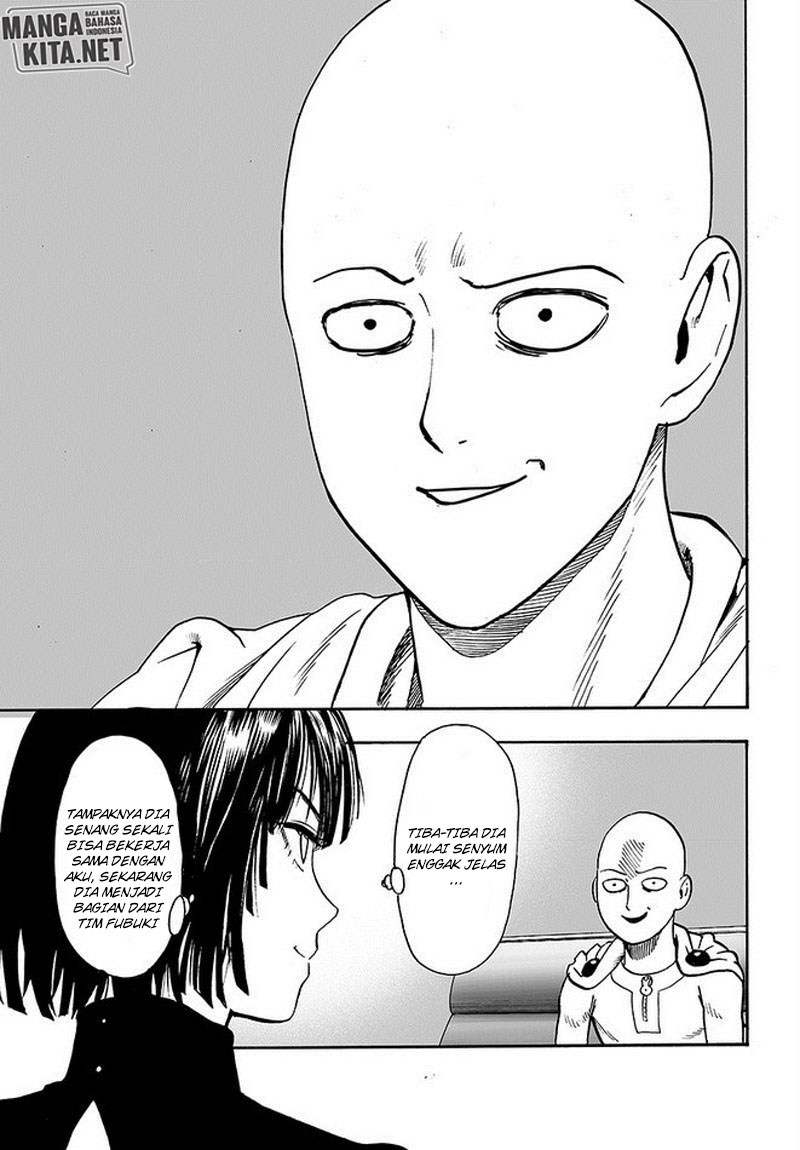 MANGA
BACA MANGA
BAHASA
INDONESIA
KITA.NET
TIBA-TIBA DIA
MULAI SENYUM
ENGGAK JELAS
...
TAMPAKNYA DIA
SENANG SEKALI
BISA BEKERJA
SAMA DENGAN
AKU, SEKARANG
DIA MENJADI
BAGIAN DARI
TIM FUBUKI